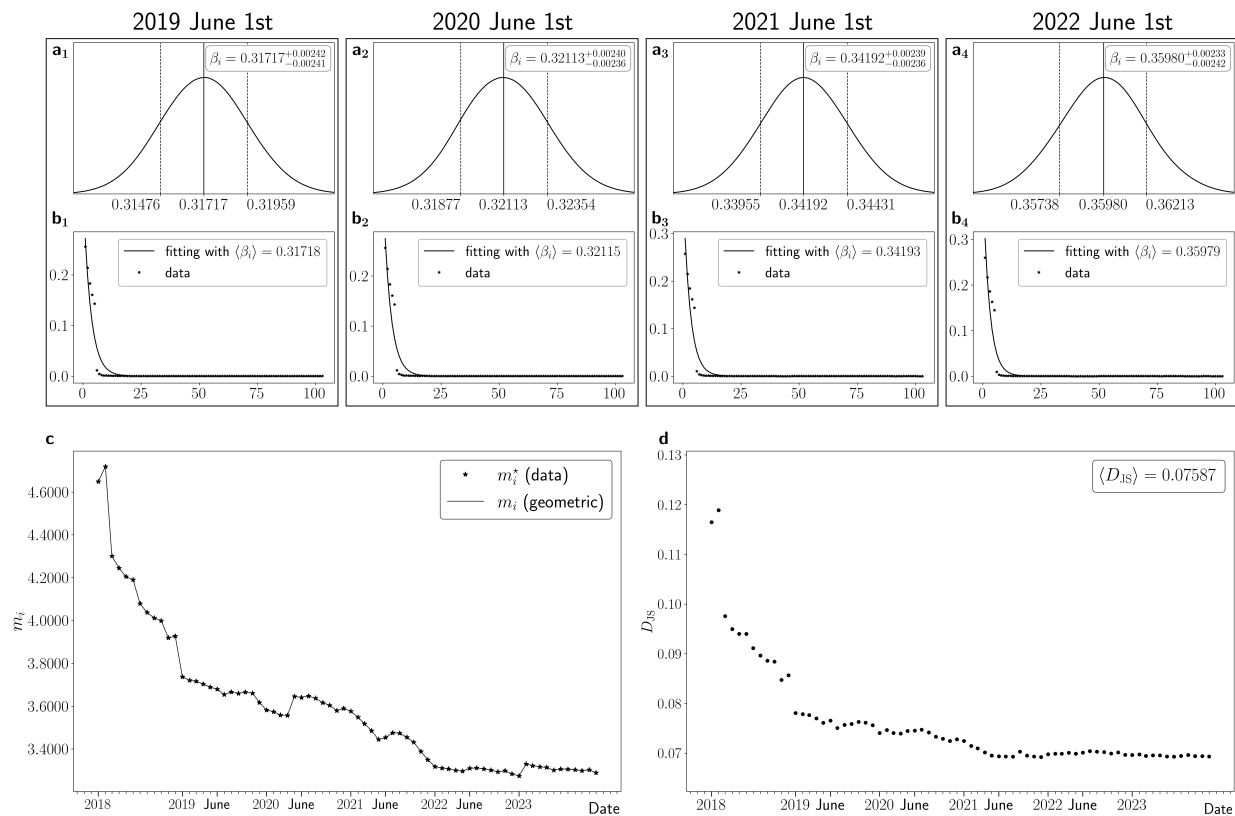 2019 June 1st
2020 June 1st
2021 June 1st
2022 June 1st
a₁
βᵢ = 0.31717 +0.00242 −0.00241
0.31476 0.31717 0.31959
a₂
βᵢ = 0.32113 +0.00240 −0.00236
0.31877 0.32113 0.32354
a₃
βᵢ = 0.34192 +0.00239 −0.00236
0.33955 0.34192 0.34431
a₄
βᵢ = 0.35980 +0.00233 −0.00242
0.35738 0.35980 0.36213
b₁
fitting with ⟨βᵢ⟩ = 0.31718
data
0.2
0.1
0.0
0 25 50 75 100
b₂
fitting with ⟨βᵢ⟩ = 0.32115
data
0.2
0.1
0.0
0 25 50 75 100
b₃
fitting with ⟨βᵢ⟩ = 0.34193
data
0.3
0.2
0.1
0.0
0 25 50 75 100
b₄
fitting with ⟨βᵢ⟩ = 0.35979
data
0.3
0.2
0.1
0.0
0 25 50 75 100
c
mᵢ⋆ (data)
mᵢ (geometric)
4.6000
4.4000
4.2000
4.0000
3.8000
3.6000
3.4000
mᵢ
2018 2019 June 2020 June 2021 June 2022 June 2023
Date
d
⟨D_JS⟩ = 0.07587
0.13
0.12
0.11
0.10
0.09
0.08
0.07
D_JS
2018 2019 June 2020 June 2021 June 2022 June 2023
Date